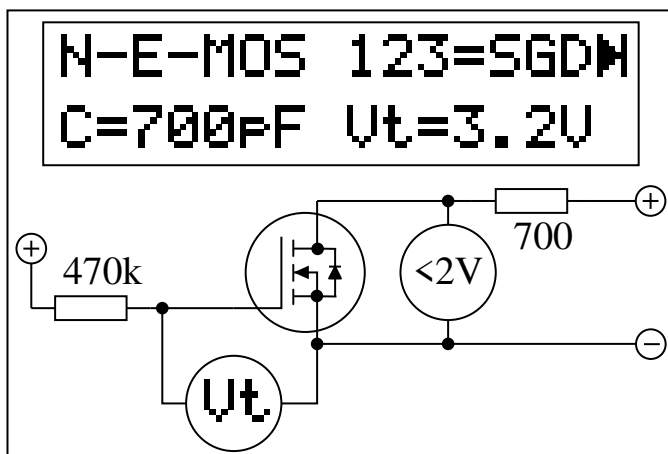 N-E-MOS 123=SGD
C=700pF Vt=3.2V
+
470k
Vt
<2V
700
+
−